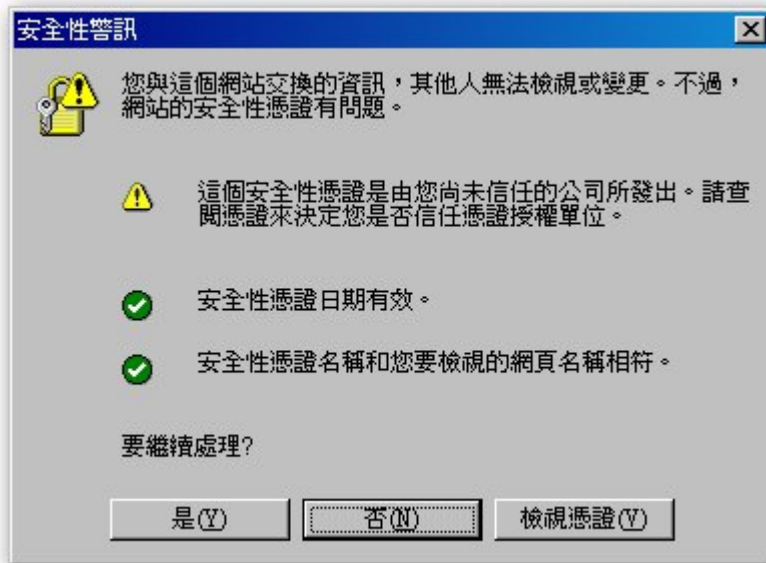 安全性警訊
您與這個網站交換的資訊，其他人無法檢視或變更。不過，
網站的安全性憑證有問題。
這個安全性憑證是由您尚未信任的公司所發出。請查
閱憑證來決定您是否信任憑證授權單位。
安全性憑證日期有效。
安全性憑證名稱和您要檢視的網頁名稱相符。
要繼續處理?
是(Y) 否(N) 檢視憑證(V)